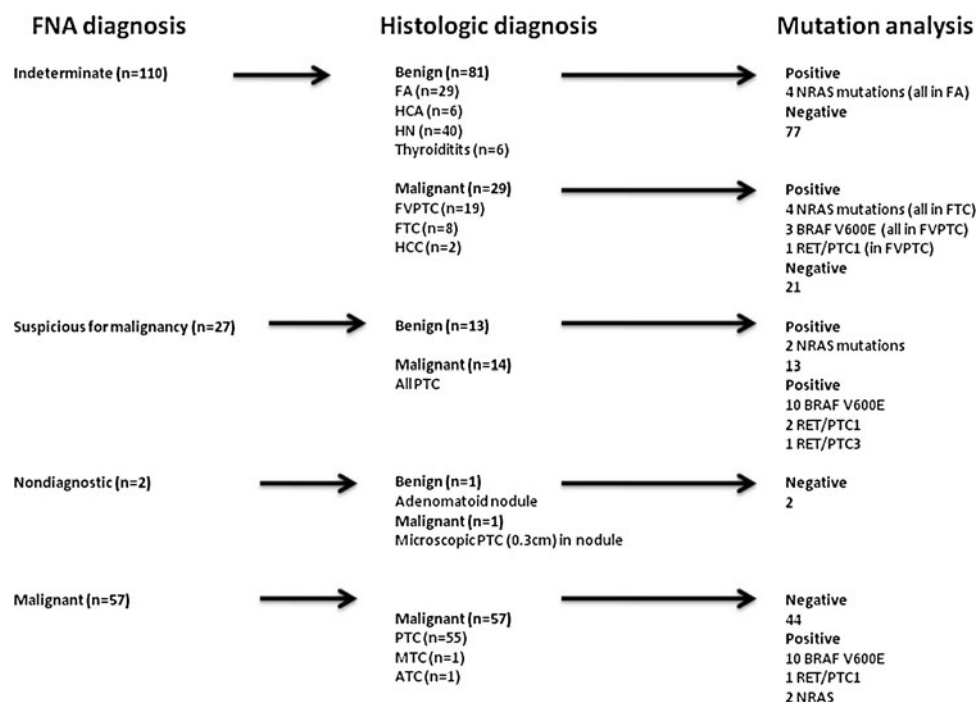 FNA diagnosis
Histologic diagnosis
Mutation analysis
Indeterminate (n=110)
Benign (n=81)
FA (n=29)
HCA (n=6)
HN (n=40)
Thyroiditits (n=6)
Positive
4 NRAS mutations (all in FA)
Negative
77
Malignant (n=29)
FVPTC (n=19)
FTC (n=8)
HCC (n=2)
Positive
4 NRAS mutations (all in FTC)
3 BRAF V600E (all in FVPTC)
1 RET/PTC1 (in FVPTC)
Negative
21
Suspicious for malignancy (n=27)
Benign (n=13)
Malignant (n=14)
All PTC
Positive
2 NRAS mutations
13
Positive
10 BRAF V600E
2 RET/PTC1
1 RET/PTC3
Nondiagnostic (n=2)
Benign (n=1)
Adenomatoid nodule
Malignant (n=1)
Microscopic PTC (0.3cm) in nodule
Negative
2
Malignant (n=57)
Malignant (n=57)
PTC (n=55)
MTC (n=1)
ATC (n=1)
Negative
44
Positive
10 BRAF V600E
1 RET/PTC1
2 NRAS